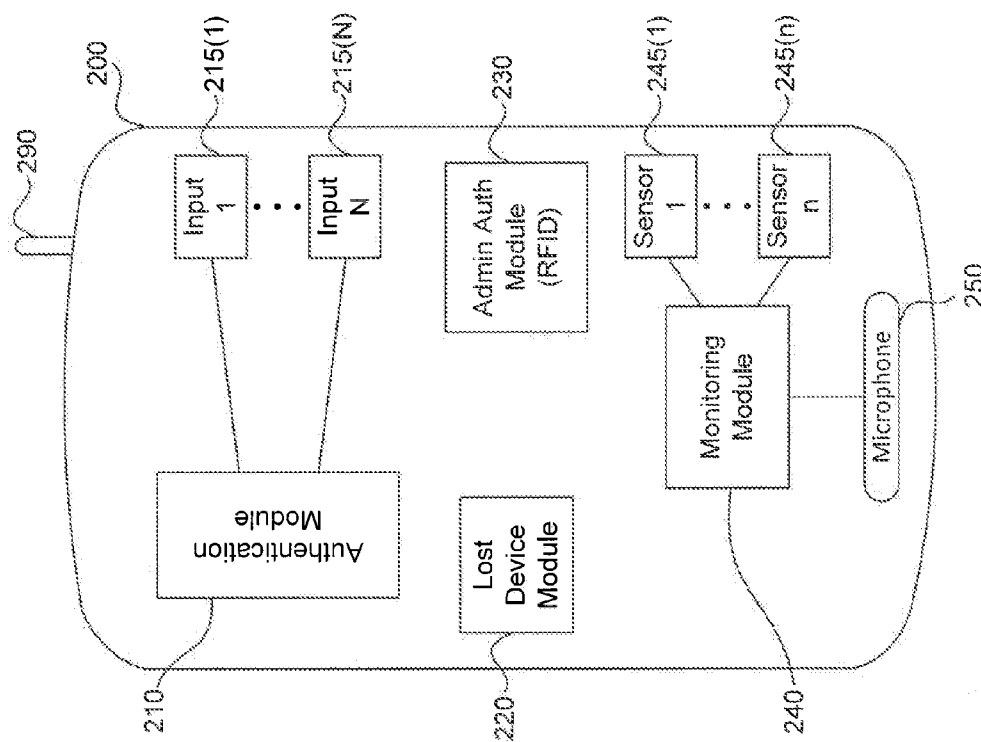 290
200
215(1)
215(N)
230
245(1)
245(n)
Input
1
Input
N
Admin Auth
Module
(RFID)
Sensor
1
Sensor
n
Authentication
Module
Lost
Device
Module
Monitoring
Module
Microphone
250
210
220
240